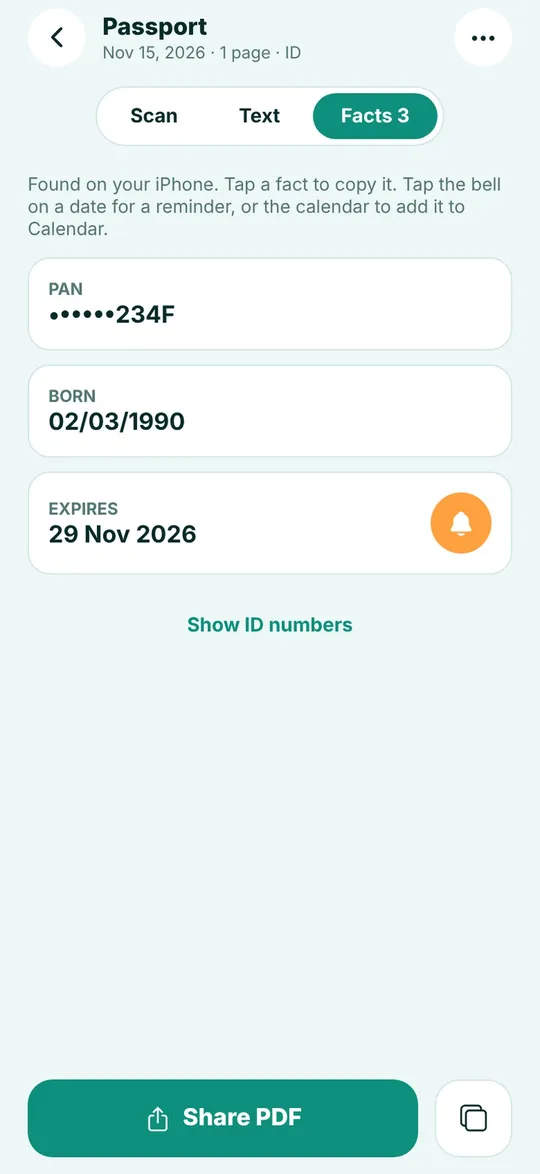 Passport
Nov 15, 2026 · 1 page · ID
Scan
Text
Facts 3
Found on your iPhone. Tap a fact to copy it. Tap the bell
on a date for a reminder, or the calendar to add it to
Calendar.
PAN
••••••234F
BORN
02/03/1990
EXPIRES
29 Nov 2026
Show ID numbers
Share PDF